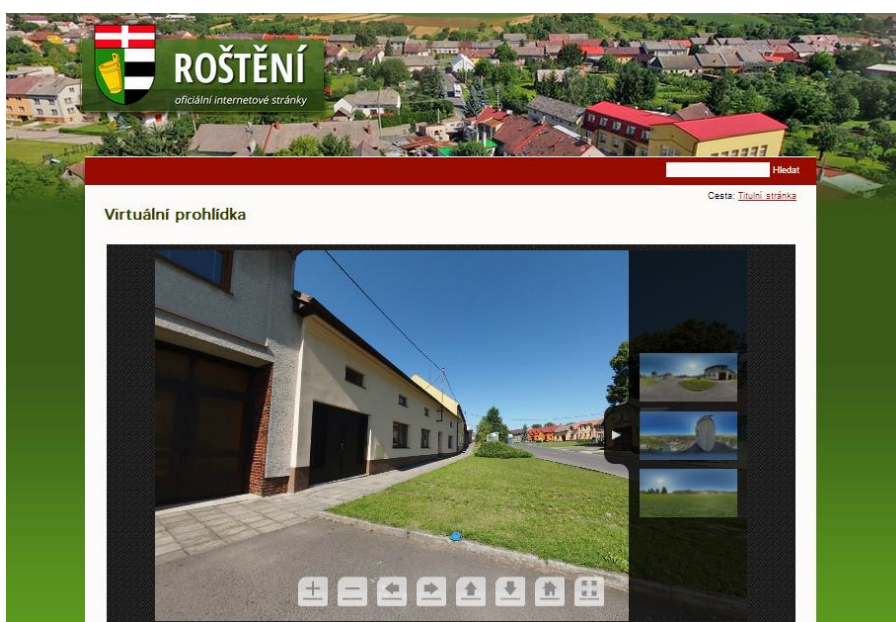 ROŠTĚNÍ
oficiální internetové stránky
Hledat
Cesta: Titulní stránka
Virtuální prohlídka